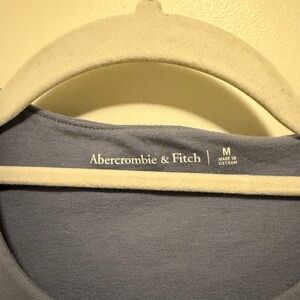 Abercrombie & Fitch | M
MADE IN
VIETNAM